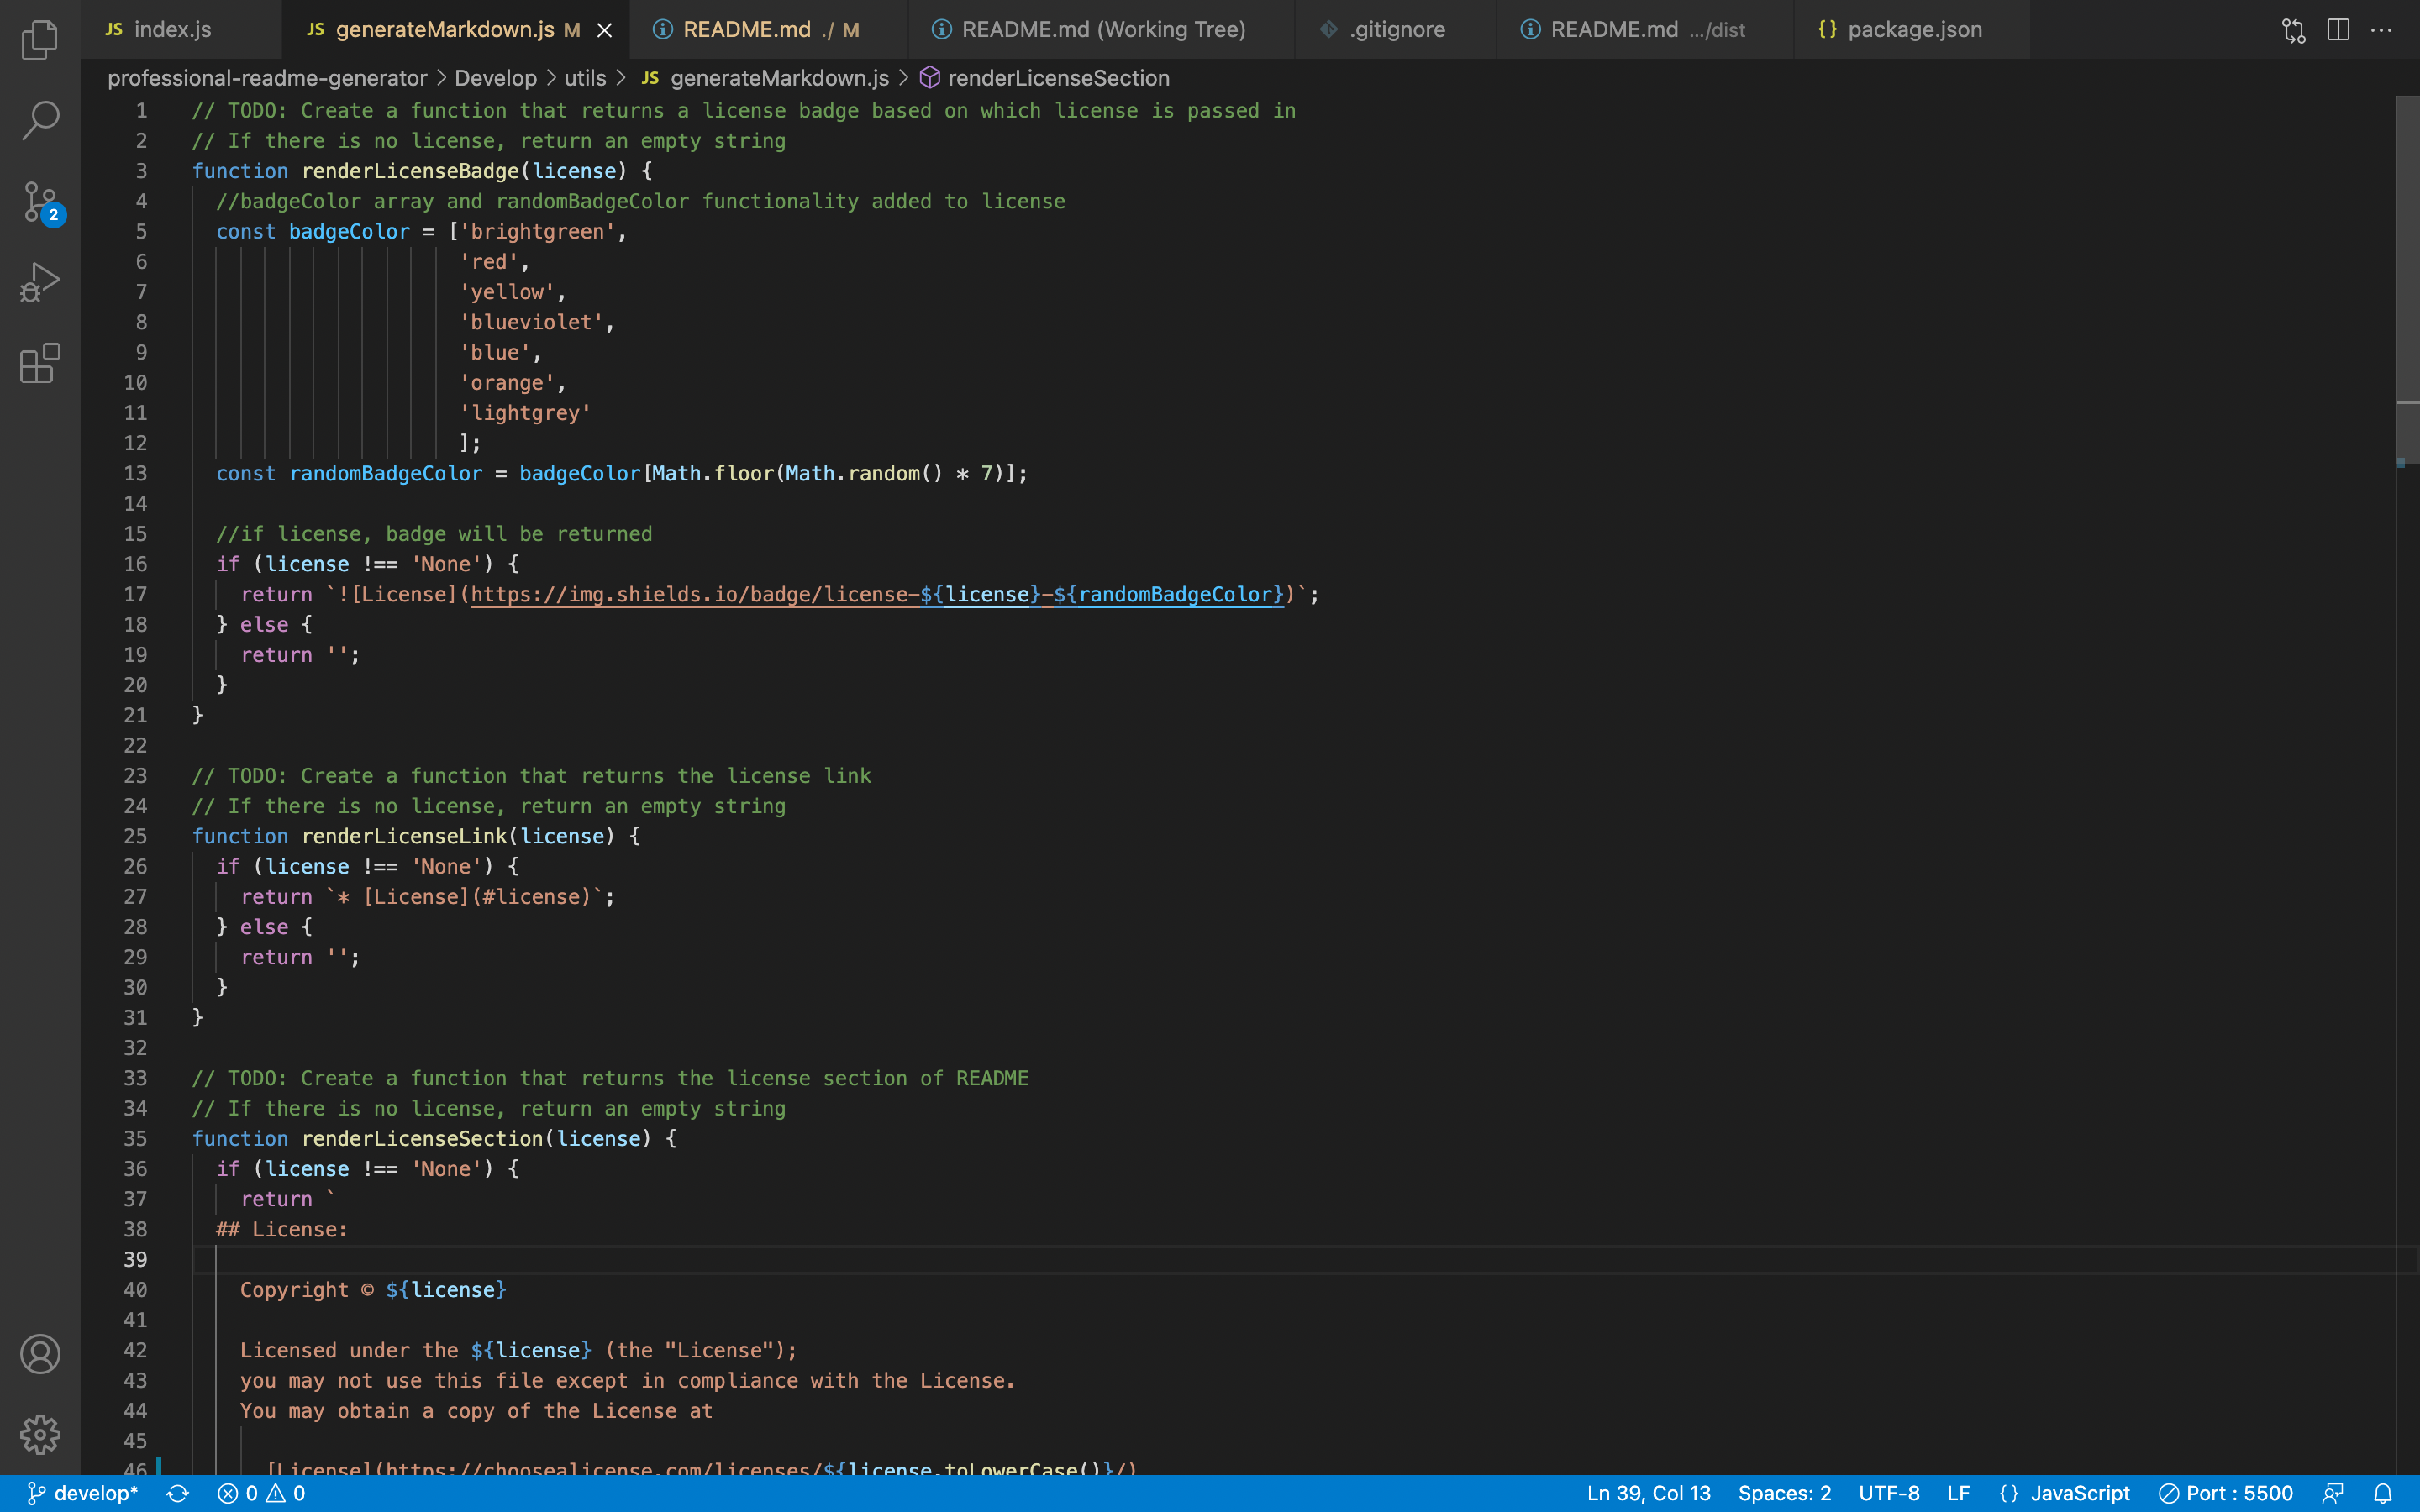 JS index.js
JS generateMarkdown.js M
README.md ./ M
README.md (Working Tree)
.gitignore
README.md .../dist
{} package.json
professional-readme-generator > Develop > utils > JS generateMarkdown.js > renderLicenseSection
1 // TODO: Create a function that returns a license badge based on which license is passed in
2 // If there is no license, return an empty string
3 function renderLicenseBadge(license) {
4 //badgeColor array and randomBadgeColor functionality added to license
5 const badgeColor = ['brightgreen',
6 'red',
7 'yellow',
8 'blueviolet',
9 'blue',
10 'orange',
11 'lightgrey'
12 ];
13 const randomBadgeColor = badgeColor[Math.floor(Math.random() * 7)];
14
15 //if license, badge will be returned
16 if (license !== 'None') {
17 return `![License](https://img.shields.io/badge/license-${license}-${randomBadgeColor})`;
18 } else {
19 return '';
20 }
21 }
22
23 // TODO: Create a function that returns the license link
24 // If there is no license, return an empty string
25 function renderLicenseLink(license) {
26 if (license !== 'None') {
27 return `* [License](#license)`;
28 } else {
29 return '';
30 }
31 }
32
33 // TODO: Create a function that returns the license section of README
34 // If there is no license, return an empty string
35 function renderLicenseSection(license) {
36 if (license !== 'None') {
37 return `
38 ## License:
39
40 Copyright © ${license}
41
42 Licensed under the ${license} (the "License");
43 you may not use this file except in compliance with the License.
44 You may obtain a copy of the License at
45
46 [License](https://choosealicense.com/licenses/${license.toLowerCase()}/)
2
develop* 0 0 Ln 39, Col 13 Spaces: 2 UTF-8 LF {} JavaScript Port : 5500